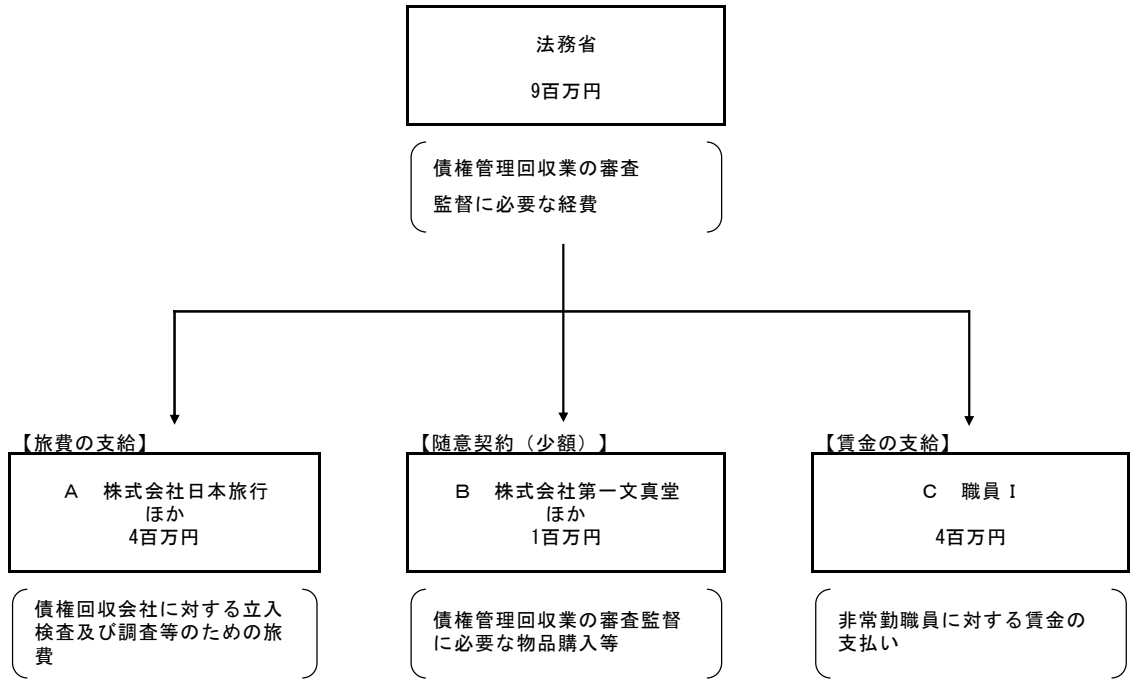 法務省
9百万円
債権管理回収業の審査
監督に必要な経費
【旅費の支給】
A 株式会社日本旅行
ほか
4百万円
債権回収会社に対する立入
検査及び調査等のための旅
費
【随意契約（少額）】
B 株式会社第一文真堂
ほか
1百万円
債権管理回収業の審査監督
に必要な物品購入等
【賃金の支給】
C 職員Ⅰ
4百万円
非常勤職員に対する賃金の
支払い